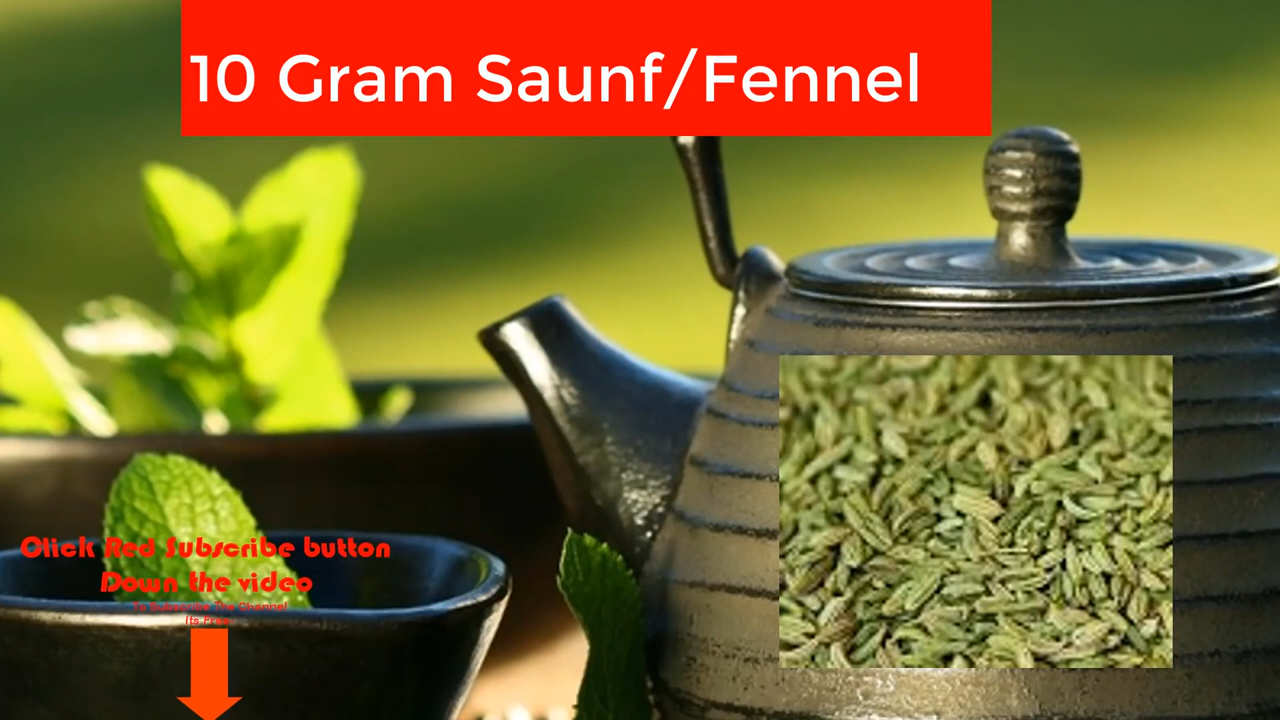 10 Gram Saunf/Fennel
Click Red Subscribe button
Down the video
To Subscribe The Channel
Its Free